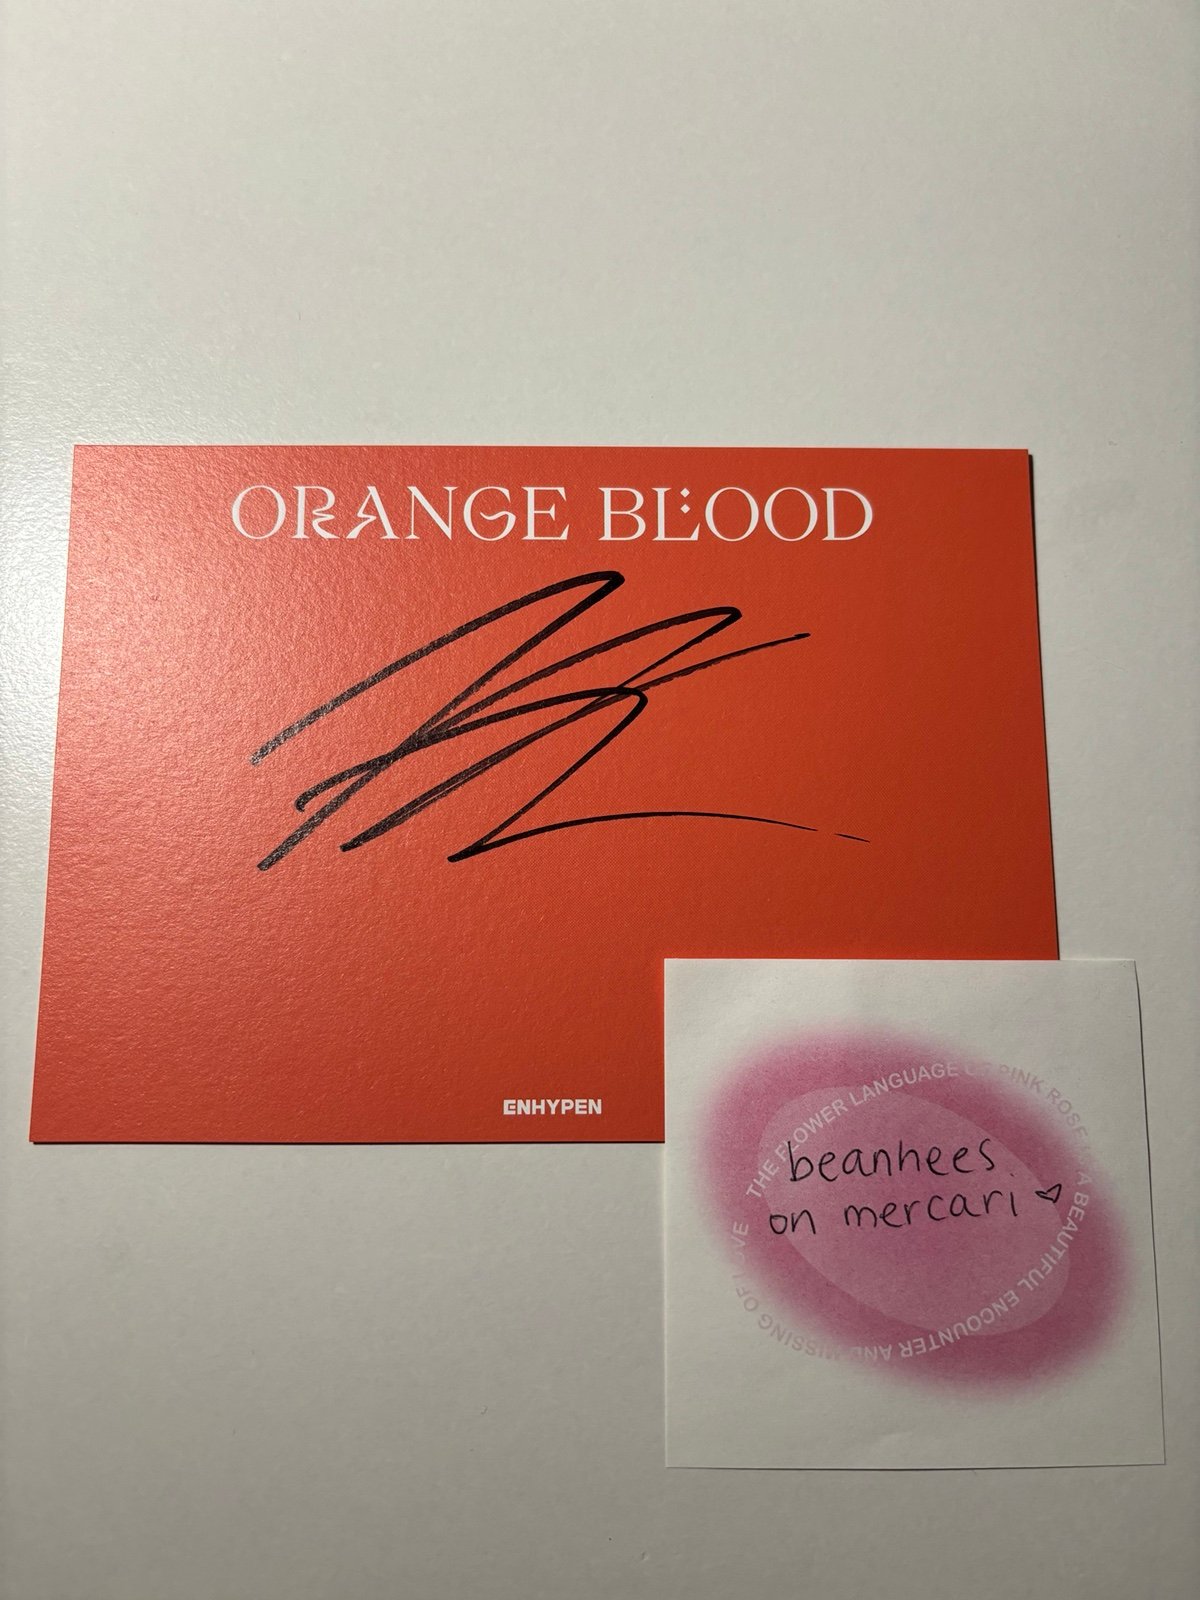 ORANGE BLOOD
ENHYPEN
beanhees
on mercari
THE FLOWER LANGUAGE OF PINK ROSE IS A BEAUTIFUL ENCOUNTER AND MISSING OF LOVE